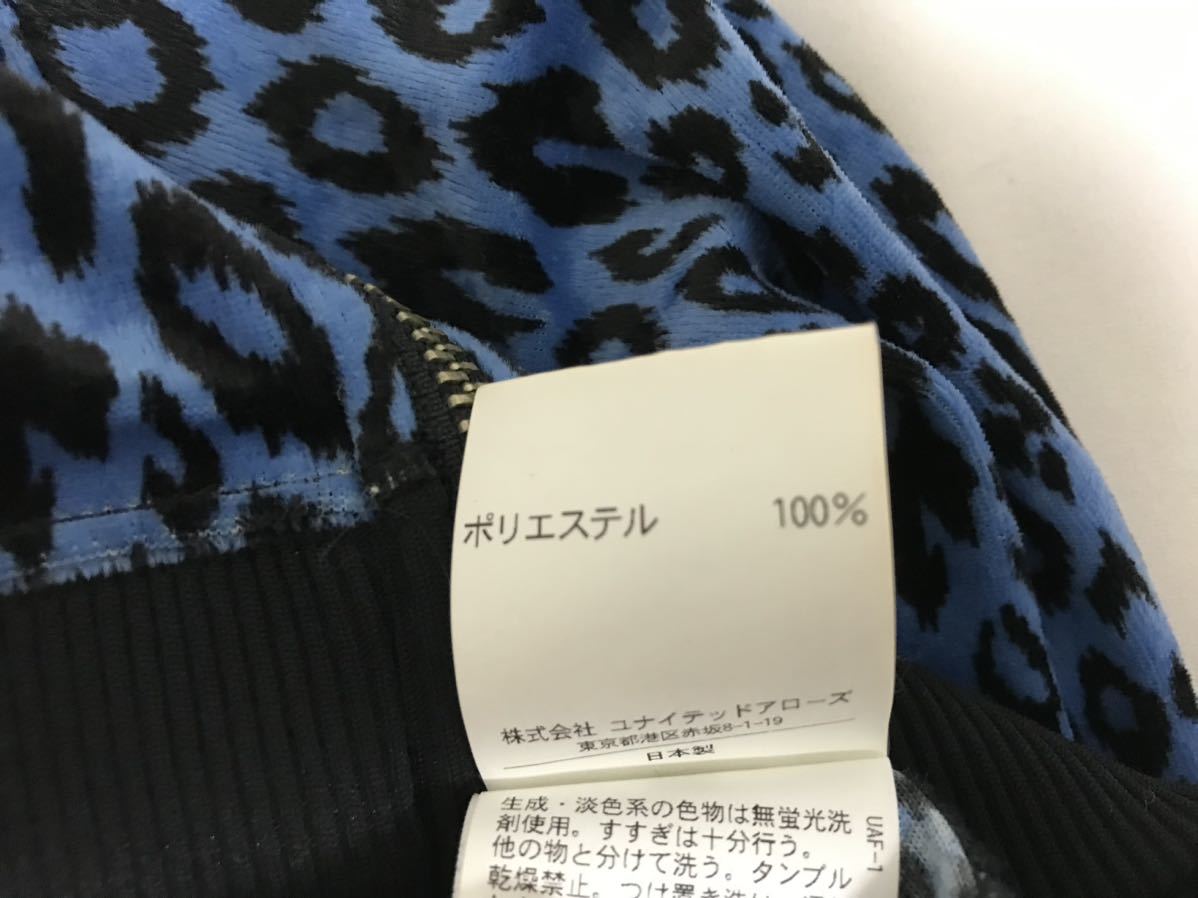 ポリエステル 100%
株式会社 ユナイテッドアローズ
東京都港区赤坂8-1-19
日本製
生成・淡色系の色物は無蛍光洗
剤使用。すすぎは十分行う。
他の物と分けて洗う。タンブル
乾燥禁止。つけ置き洗い
UAF-1